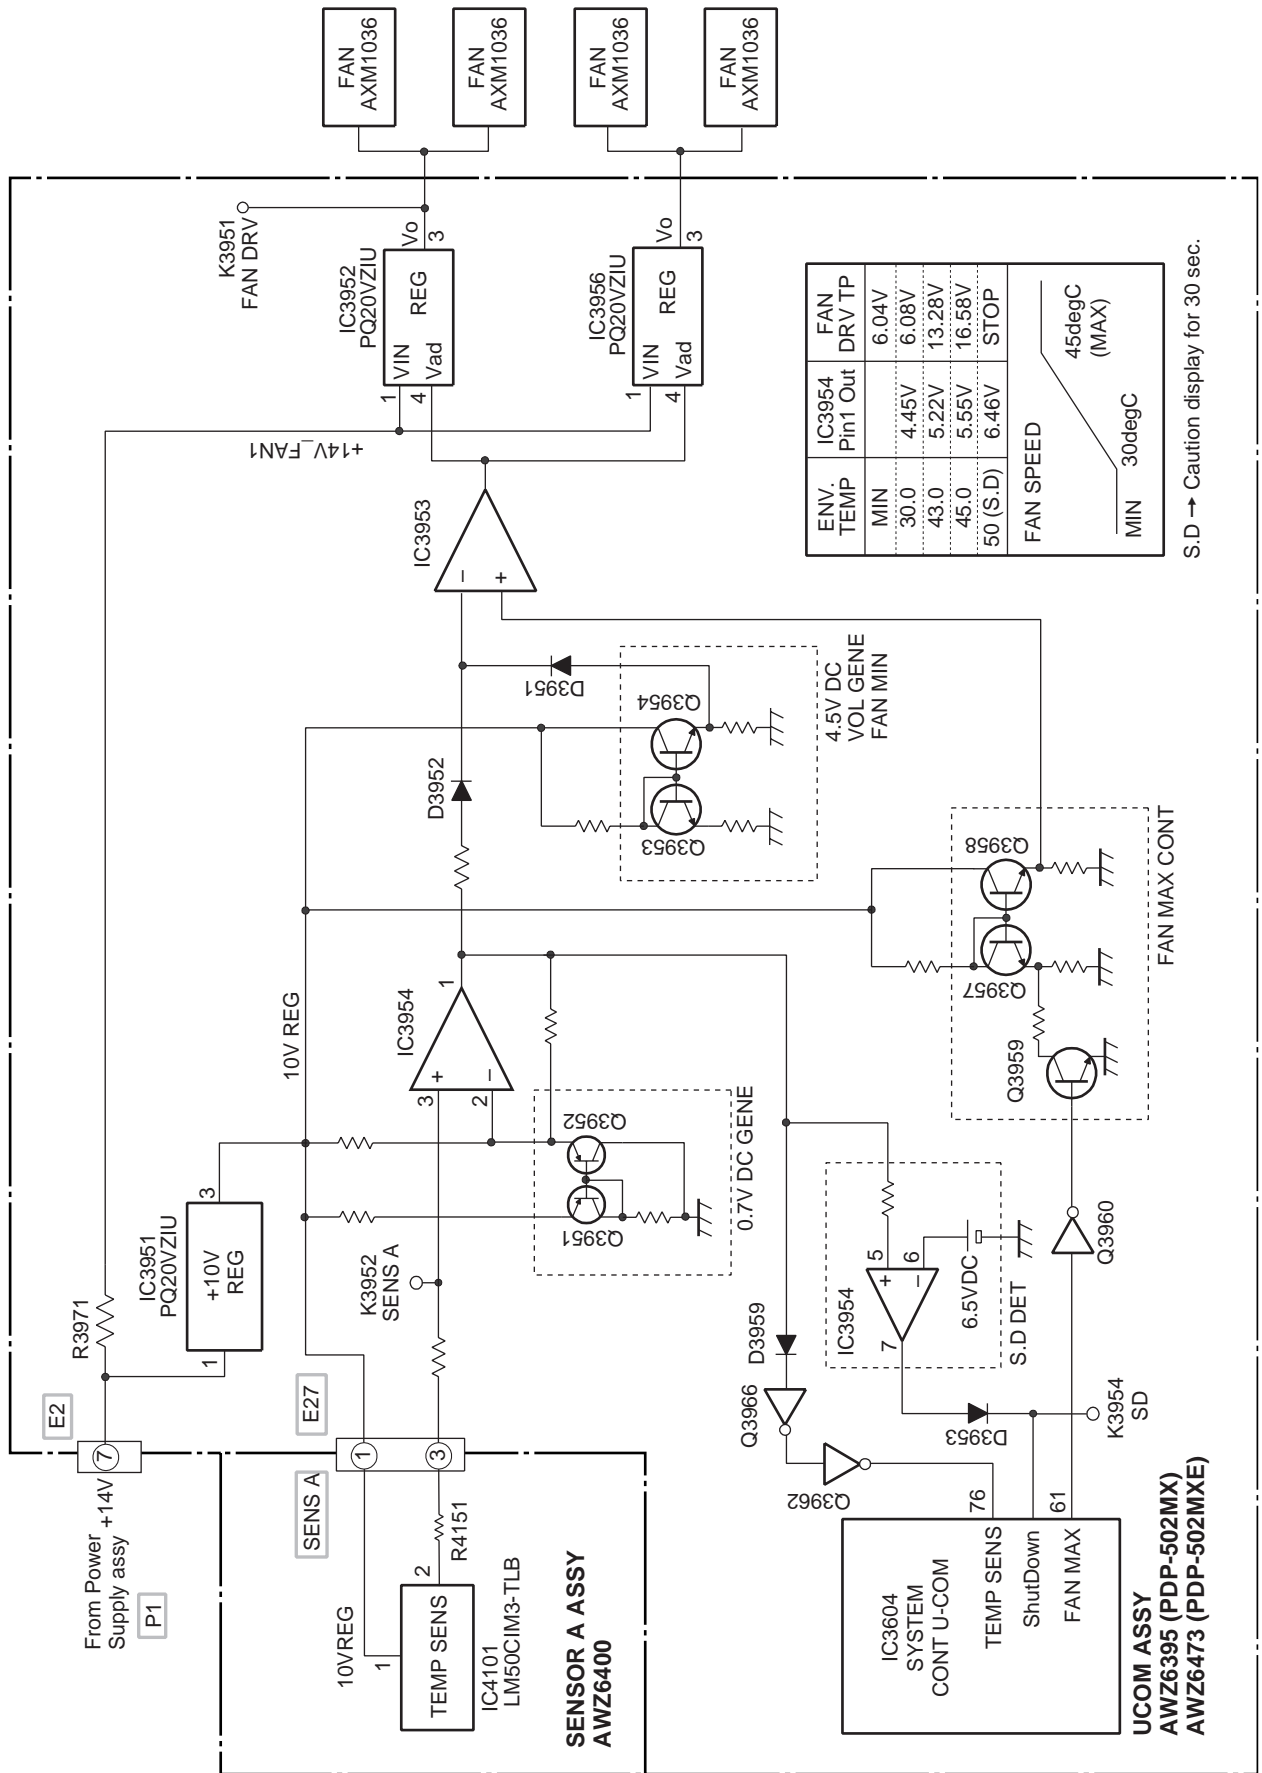 From Power
Supply assy
P1
+14V
7
E2
R3971
IC3951
PQ20VZIU
1
+10V
REG
3
10V REG
+14V_FAN1
SENS A
E27
10VREG
1
1
3
TEMP SENS
2
R4151
IC4101
LM50CIM3-TLB
SENSOR A ASSY
AWZ6400
K3952
SENS A
3
+
2
–
1
IC3954
Q3951
Q3952
0.7V DC GENE
D3952
D3951
Q3953
Q3954
4.5V DC
VOL GENE
FAN MIN
IC3953
–
+
IC3952
PQ20VZIU
1
VIN
4
Vad
REG
Vo
3
K3951
FAN DRV
IC3956
PQ20VZIU
1
VIN
4
Vad
REG
Vo
3
FAN
AXM1036
FAN
AXM1036
FAN
AXM1036
FAN
AXM1036
D3959
Q3966
Q3962
IC3954
5
+
6
–
7
6.5VDC
S.D DET
D3953
K3954
SD
Q3960
Q3959
Q3957
Q3958
FAN MAX CONT
IC3604
SYSTEM
CONT U-COM
TEMP SENS
76
ShutDown
FAN MAX
61
UCOM ASSY
AWZ6395 (PDP-502MX)
AWZ6473 (PDP-502MXE)
ENV.
TEMP
IC3954
Pin1 Out
FAN
DRV TP
MIN 6.04V
30.0 4.45V 6.08V
43.0 5.22V 13.28V
45.0 5.55V 16.58V
50 (S.D) 6.46V STOP
FAN SPEED
MIN
30degC
45degC
(MAX)
S.D → Caution display for 30 sec.